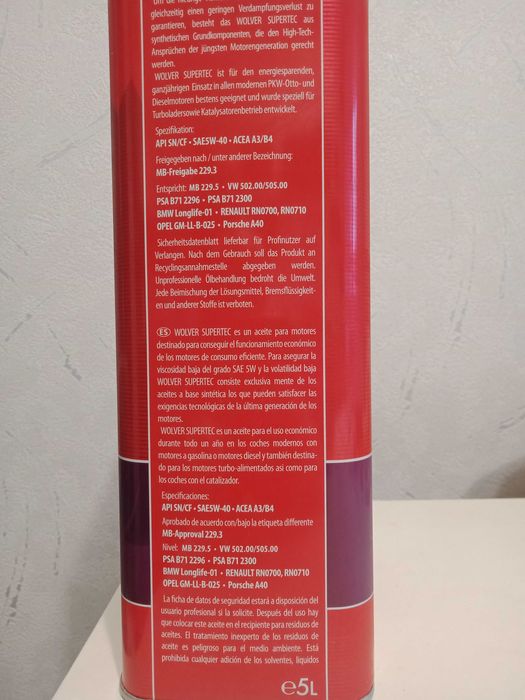 gleichzeitig einen geringen Verdampfungsverlust zu
garantieren, besteht das WOLVER SUPERTEC aus
synthetischen Grundkomponenten, die den High-Tech-
Ansprüchen der jüngsten Motorengeneration gerecht
werden.
WOLVER SUPERTEC ist für den energiesparenden,
ganzjährigen Einsatz in allen modernen PKW-Otto- und
Dieselmotoren bestens geeignet und wurde speziell für
Turboladersowie Katalysatorenbetrieb entwickelt.
Spezifikation:
API SN/CF • SAE5W-40 • ACEA A3/B4
Freigegeben nach / unter anderer Bezeichnung:
MB-Freigabe 229.3
Entspricht: MB 229.5 • VW 502.00/505.00
PSA B71 2296 • PSA B71 2300
BMW Longlife-01 • RENAULT RN0700, RN0710
OPEL GM-LL-B-025 • Porsche A40
Sicherheitsdatenblatt lieferbar für Profinutzer auf
Verlangen. Nach dem Gebrauch soll das Produkt an
Recyclingsannahmestelle abgegeben werden.
Unprofessionelle Ölbehandlung bedroht die Umwelt.
Jede Beimischung der Lösungsmittel, Bremsflüssigkeit-
en und anderer Stoffe ist verboten.
ES WOLVER SUPERTEC es un aceite para motores
destinado para conseguir el funcionamiento económico
de los motores de consumo eficiente. Para asegurar la
viscosidad baja del grado SAE 5W y la volatilidad baja
WOLVER SUPERTEC consiste exclusiva mente de los
aceites a base sintética los que pueden satisfacer las
exigencias tecnológicas de la última generación de los
motores.
WOLVER SUPERTEC es un aceite para el uso económico
durante todo un año en los coches modernos con
motores a gasolina o motores diesel y también destina-
do para los motores turbo-alimentados asi como para
los coches con el catalizador.
Especificaciones:
API SN/CF • SAE5W-40 • ACEA A3/B4
Aprobado de acuerdo con/bajo la etiqueta differente
MB-Approval 229.3
Nivel: MB 229.5 • VW 502.00/505.00
PSA B71 2296 • PSA B71 2300
BMW Longlife-01 • RENAULT RN0700, RN0710
OPEL GM-LL-B-025 • Porsche A40
La ficha de datos de seguridad estará a disposición del
usuario profesional si la solicite. Después del uso hay
que colocar este aceite en el recipiente para residuos de
aceites. El tratamiento inexperto de los residuos de
aceite es peligroso para el medio ambiente. Está
prohibida cualquier adición de los solventes, líquidos
℮5L